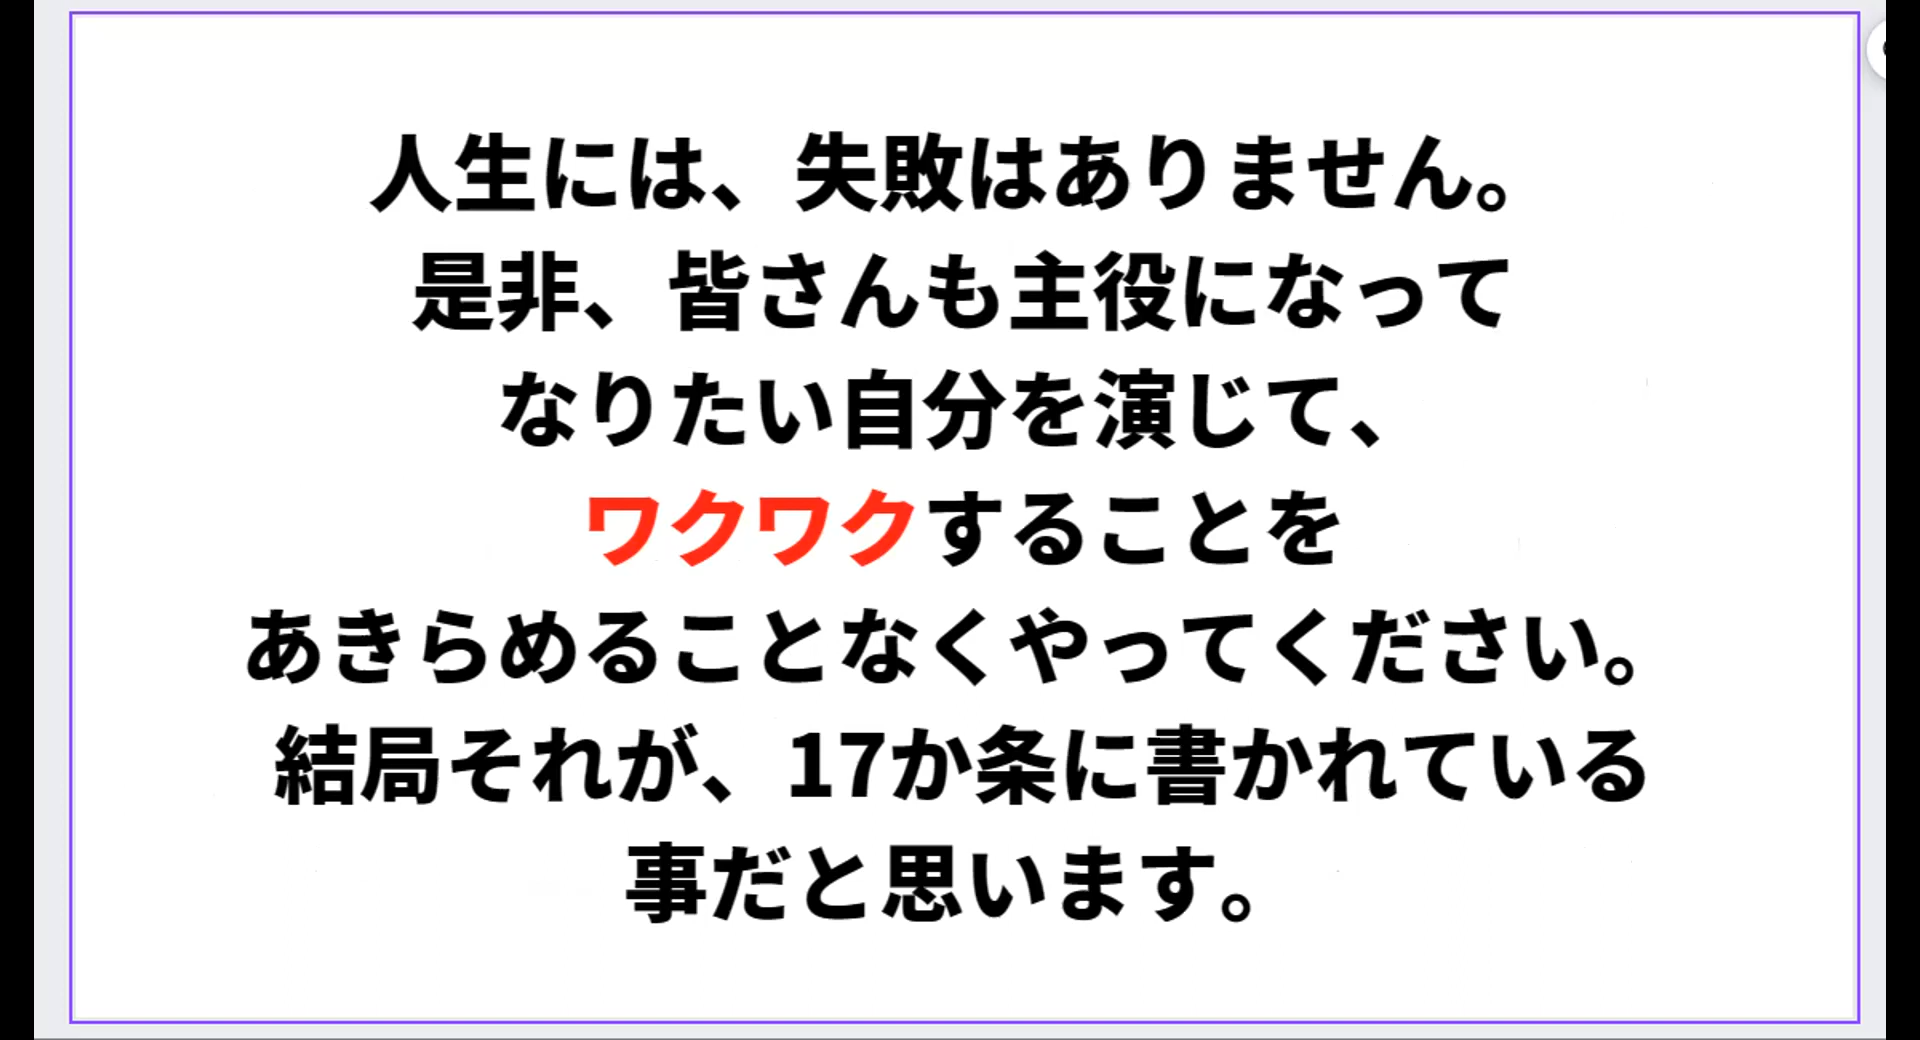 人生には、失敗はありません。
是非、皆さんも主役になって
なりたい自分を演じて、
ワクワクすることを
あきらめることなくやってください。
結局それが、17か条に書かれている
事だと思います。